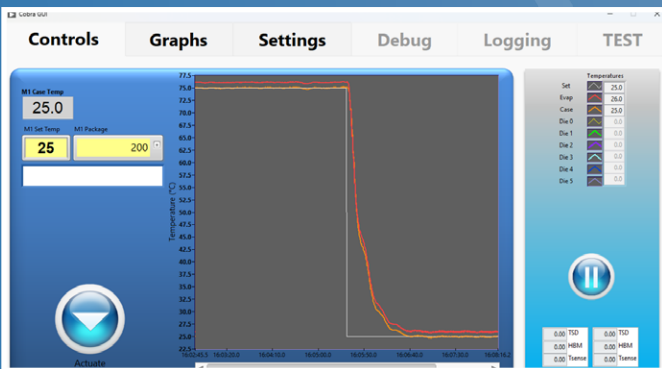 Cobra GUI
Controls Graphs Settings Debug Logging TEST
M1 Case Temp
25.0
M1 Set Temp M1 Package
25 200
Actuate
Temperature (°C)
77.5
75.0
72.5
70.0
67.5
65.0
62.5
60.0
57.5
55.0
52.5
50.0
47.5
45.0
42.5
40.0
37.5
35.0
32.5
30.0
27.5
25.0
22.5
16:02:45.5 16:03:20.0 16:04:10.0 16:05:00.0 16:05:50.0 16:06:40.0 16:07:30.0 16:08:16.2
Temperatures
Set 25.0
Evap 26.0
Case 25.0
Die 0 0.0
Die 1 0.0
Die 2 0.0
Die 3 0.0
Die 4 0.0
Die 5 0.0
0.00 TSD 0.00 TSD
0.00 HBM 0.00 HBM
0.00 Tsense 0.00 Tsense